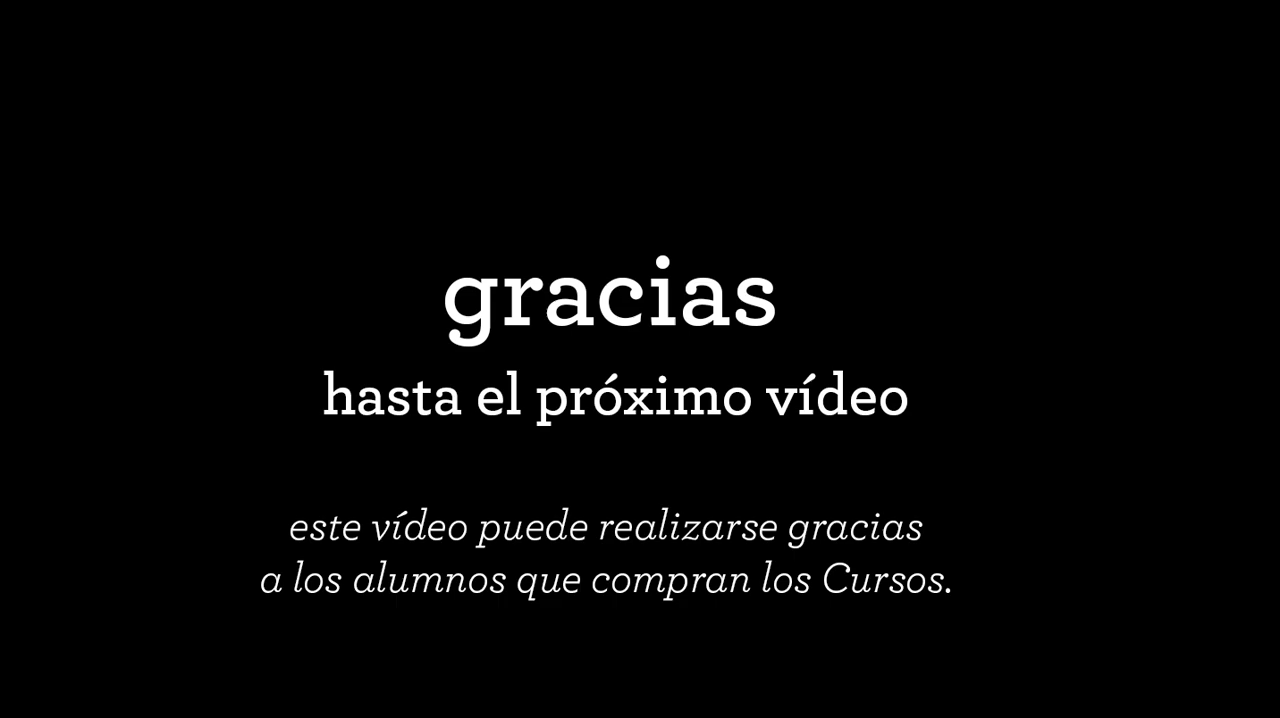 gracias
hasta el próximo vídeo
este vídeo puede realizarse gracias
a los alumnos que compran los Cursos.